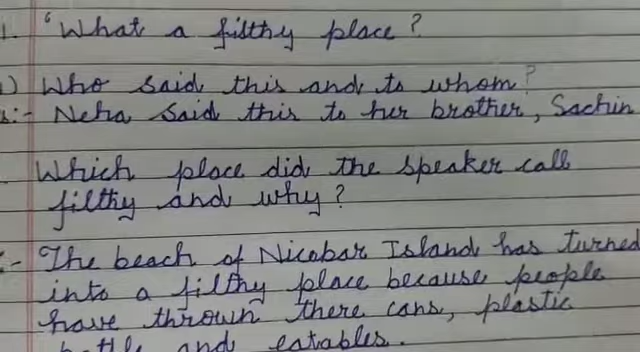 1. "What a filthy place?
) Who said this and to whom?
s:- Neha said this to her brother, Sachin
Which place did the speaker call
filthy and why?
:- The beach of Nicobar Island has turned
into a filthy place because people
have thrown there cans, plastic
bottle and eatables.